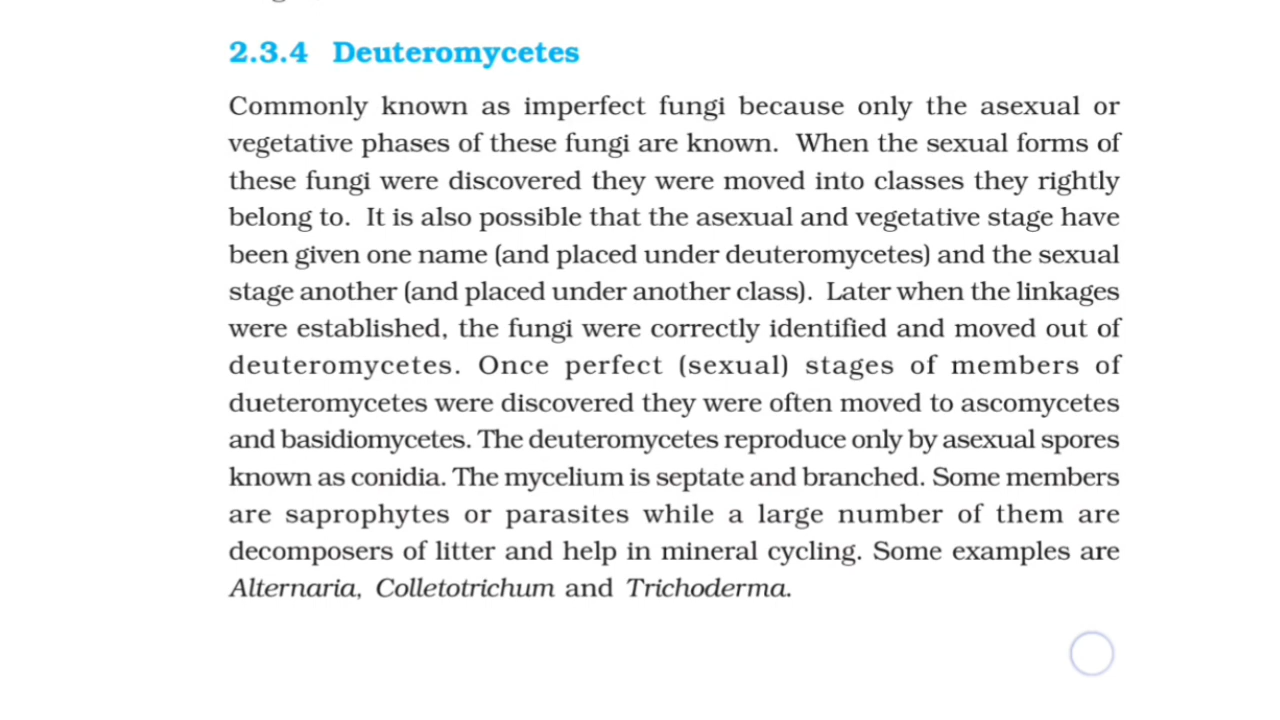 2.3.4 Deuteromycetes
Commonly known as imperfect fungi because only the asexual or
vegetative phases of these fungi are known. When the sexual forms of
these fungi were discovered they were moved into classes they rightly
belong to. It is also possible that the asexual and vegetative stage have
been given one name (and placed under deuteromycetes) and the sexual
stage another (and placed under another class). Later when the linkages
were established, the fungi were correctly identified and moved out of
deuteromycetes. Once perfect (sexual) stages of members of
dueteromycetes were discovered they were often moved to ascomycetes
and basidiomycetes. The deuteromycetes reproduce only by asexual spores
known as conidia. The mycelium is septate and branched. Some members
are saprophytes or parasites while a large number of them are
decomposers of litter and help in mineral cycling. Some examples are
Alternaria, Colletotrichum and Trichoderma.